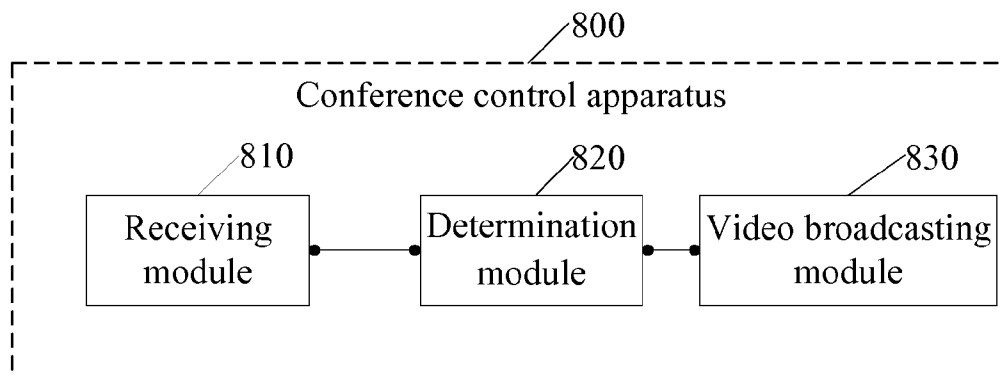 800
Conference control apparatus
810
820
830
Receiving
module
Determination
module
Video broadcasting
module